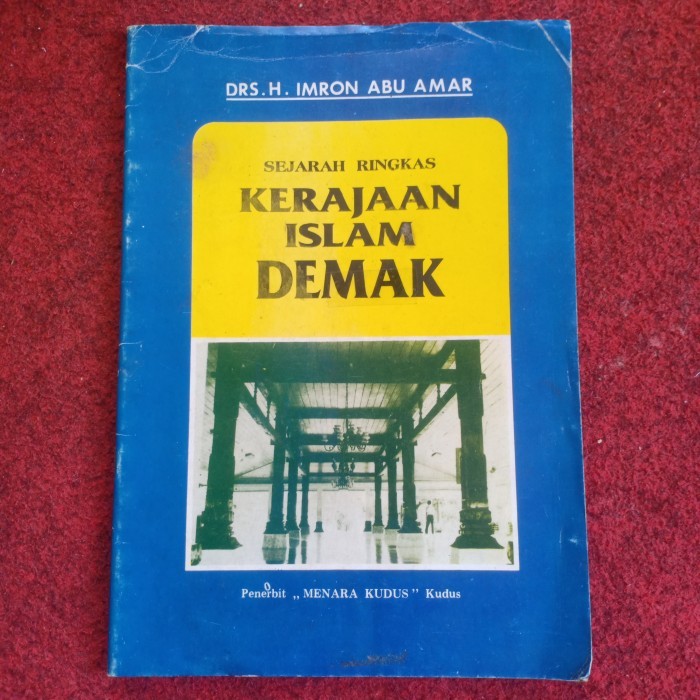 DRS. H. IMRON ABU AMAR
SEJARAH RINGKAS
KERAJAAN
ISLAM
DEMAK
Penerbit „MENARA KUDUS" Kudus